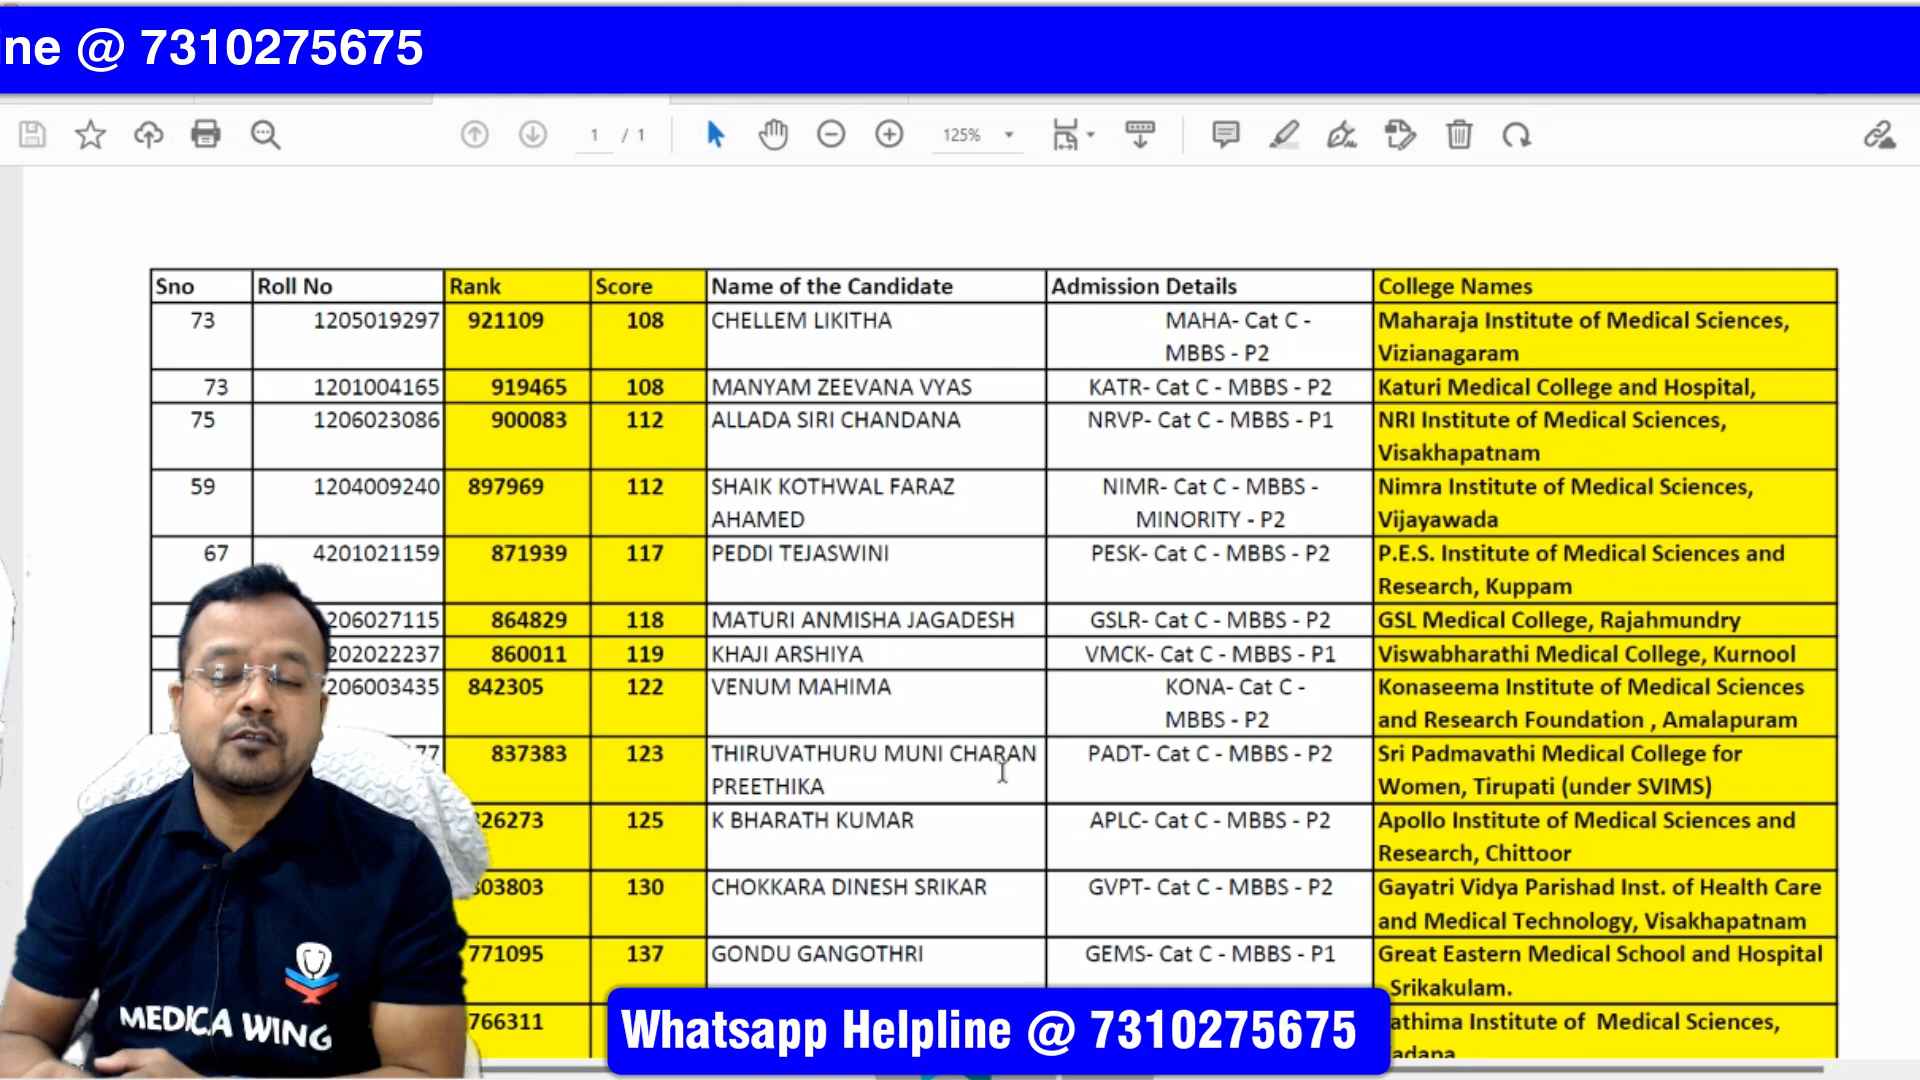 ine @ 7310275675
1 / 1
125%
Sno Roll No Rank Score Name of the Candidate Admission Details College Names
73 1205019297 921109 108 CHELLEM LIKITHA MAHA- Cat C - Maharaja Institute of Medical Sciences,
MBBS - P2 Vizianagaram
73 1201004165 919465 108 MANYAM ZEEVANA VYAS KATR- Cat C - MBBS - P2 Katuri Medical College and Hospital,
75 1206023086 900083 112 ALLADA SIRI CHANDANA NRVP- Cat C - MBBS - P1 NRI Institute of Medical Sciences,
Visakhapatnam
59 1204009240 897969 112 SHAIK KOTHWAL FARAZ NIMR- Cat C - MBBS - Nimra Institute of Medical Sciences,
AHAMED MINORITY - P2 Vijayawada
67 4201021159 871939 117 PEDDI TEJASWINI PESK- Cat C - MBBS - P2 P.E.S. Institute of Medical Sciences and
Research, Kuppam
206027115 864829 118 MATURI ANMISHA JAGADESH GSLR- Cat C - MBBS - P2 GSL Medical College, Rajahmundry
202022237 860011 119 KHAJI ARSHIYA VMCK- Cat C - MBBS - P1 Viswabharathi Medical College, Kurnool
206003435 842305 122 VENUM MAHIMA KONA- Cat C - Konaseema Institute of Medical Sciences
MBBS - P2 and Research Foundation , Amalapuram
77 837383 123 THIRUVATHURU MUNI CHARAN PADT- Cat C - MBBS - P2 Sri Padmavathi Medical College for
PREETHIKA Women, Tirupati (under SVIMS)
26273 125 K BHARATH KUMAR APLC- Cat C - MBBS - P2 Apollo Institute of Medical Sciences and
Research, Chittoor
03803 130 CHOKKARA DINESH SRIKAR GVPT- Cat C - MBBS - P2 Gayatri Vidya Parishad Inst. of Health Care
and Medical Technology, Visakhapatnam
771095 137 GONDU GANGOTHRI GEMS- Cat C - MBBS - P1 Great Eastern Medical School and Hospital
Srikakulam.
766311 athima Institute of Medical Sciences,
MEDICA WING
Whatsapp Helpline @ 7310275675